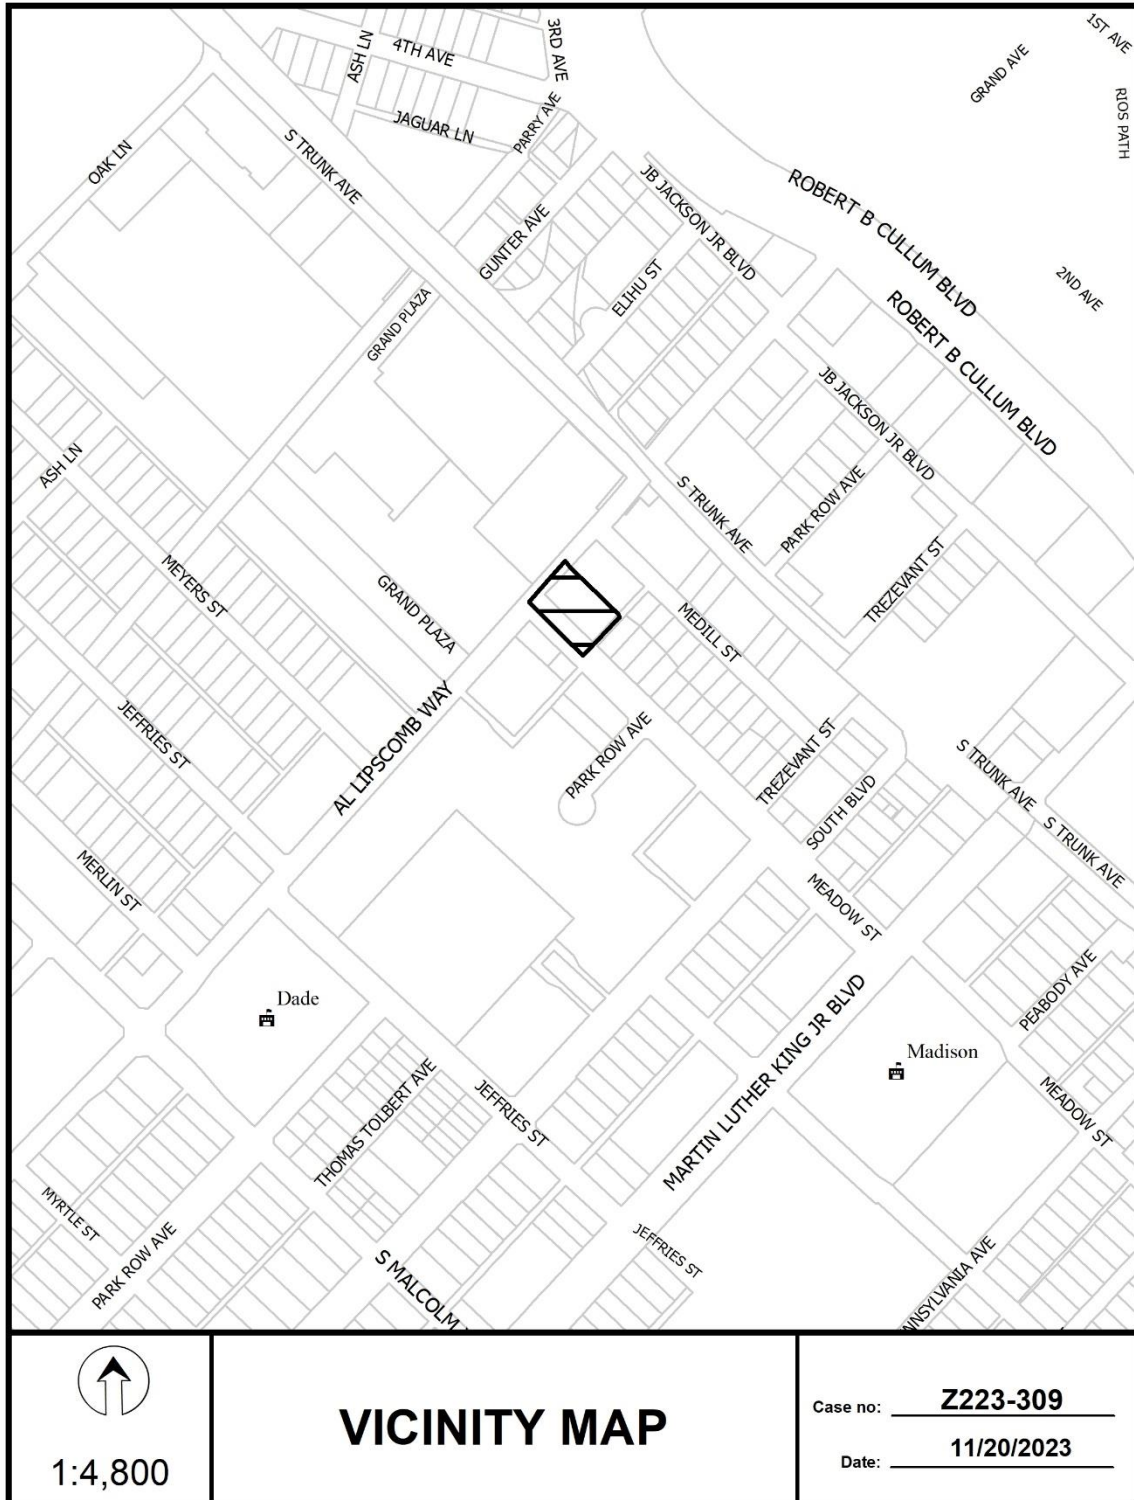 1ST AVE
3RD AVE
4TH AVE
ASH LN
GRAND AVE
RIOS PATH
JAGUAR LN
PARRY AVE
OAK LN
S TRUNK AVE
JB JACKSON JR BLVD
ROBERT B CULLUM BLVD
GUNTER AVE
ELIHU ST
2ND AVE
GRAND PLAZA
ROBERT B CULLUM BLVD
JB JACKSON JR BLVD
ASH LN
S TRUNK AVE
PARK ROW AVE
MEYERS ST
GRAND PLAZA
TREZEVANT ST
MEDILL ST
JEFFRIES ST
AL LIPSCOMB WAY
PARK ROW AVE
TREZEVANT ST
S TRUNK AVE
SOUTH BLVD
S TRUNK AVE
MERLIN ST
MEADOW ST
Dade
PEABODY AVE
MARTIN LUTHER KING JR BLVD
Madison
THOMAS TOLBERT AVE
JEFFRIES ST
MEADOW ST
MYRTLE ST
PARK ROW AVE
JEFFRIES ST
S MALCOLM
NNSYLVANIA AVE
1:4,800
VICINITY MAP
Case no: Z223-309
Date: 11/20/2023